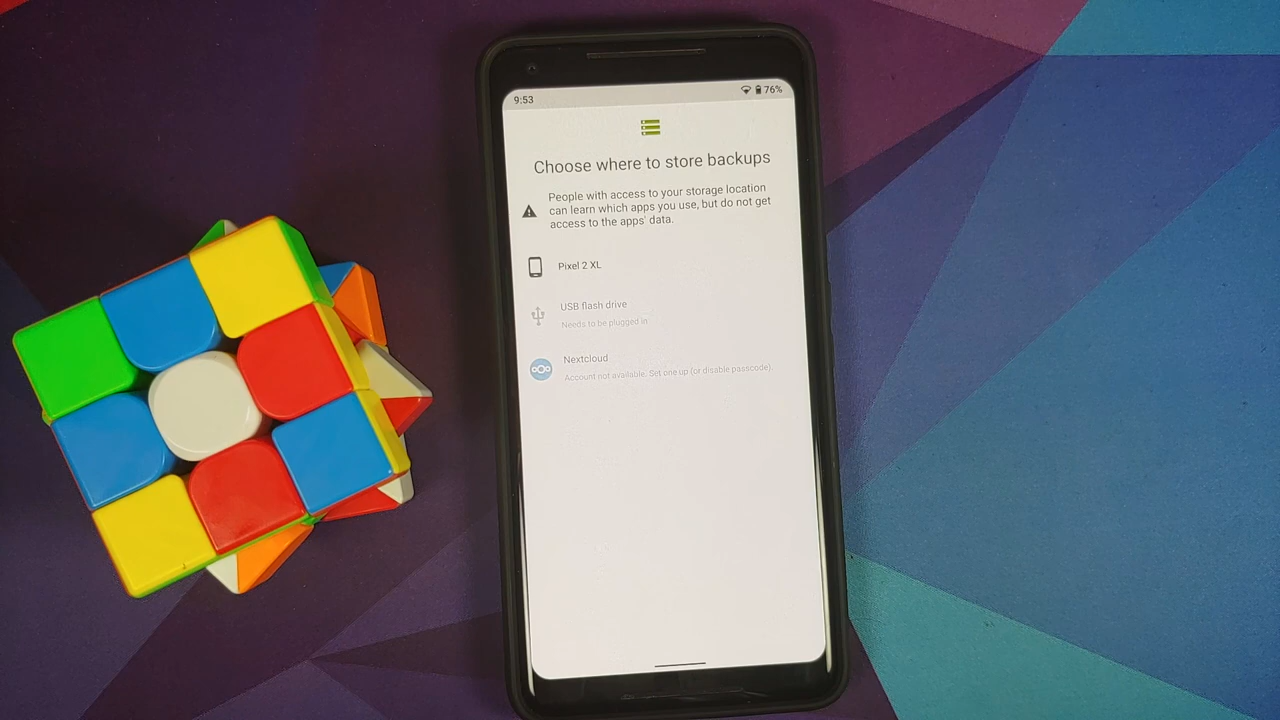 9:53
76%
Choose where to store backups
People with access to your storage location
can learn which apps you use, but do not get
access to the apps' data.
Pixel 2 XL
USB flash drive
Needs to be plugged in
Nextcloud
Account not available. Set one up (or disable passcode).